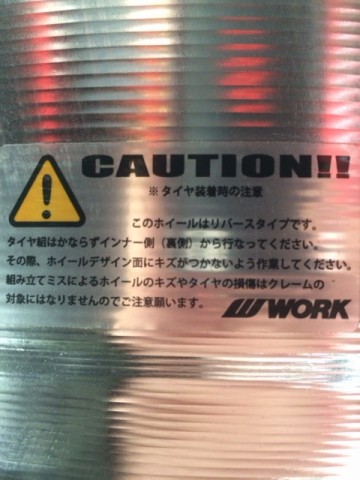 CAUTION!!
※タイヤ装着時の注意
このホイールはリバースタイプです。
タイヤ組はかならずインナー側（裏側）から行なってください。
その際、ホイールデザイン面にキズがつかないよう作業してください。
組み立てミスによるホイールのキズやタイヤの損傷はクレームの
対象にはなりませんのでご注意願います。
WORK